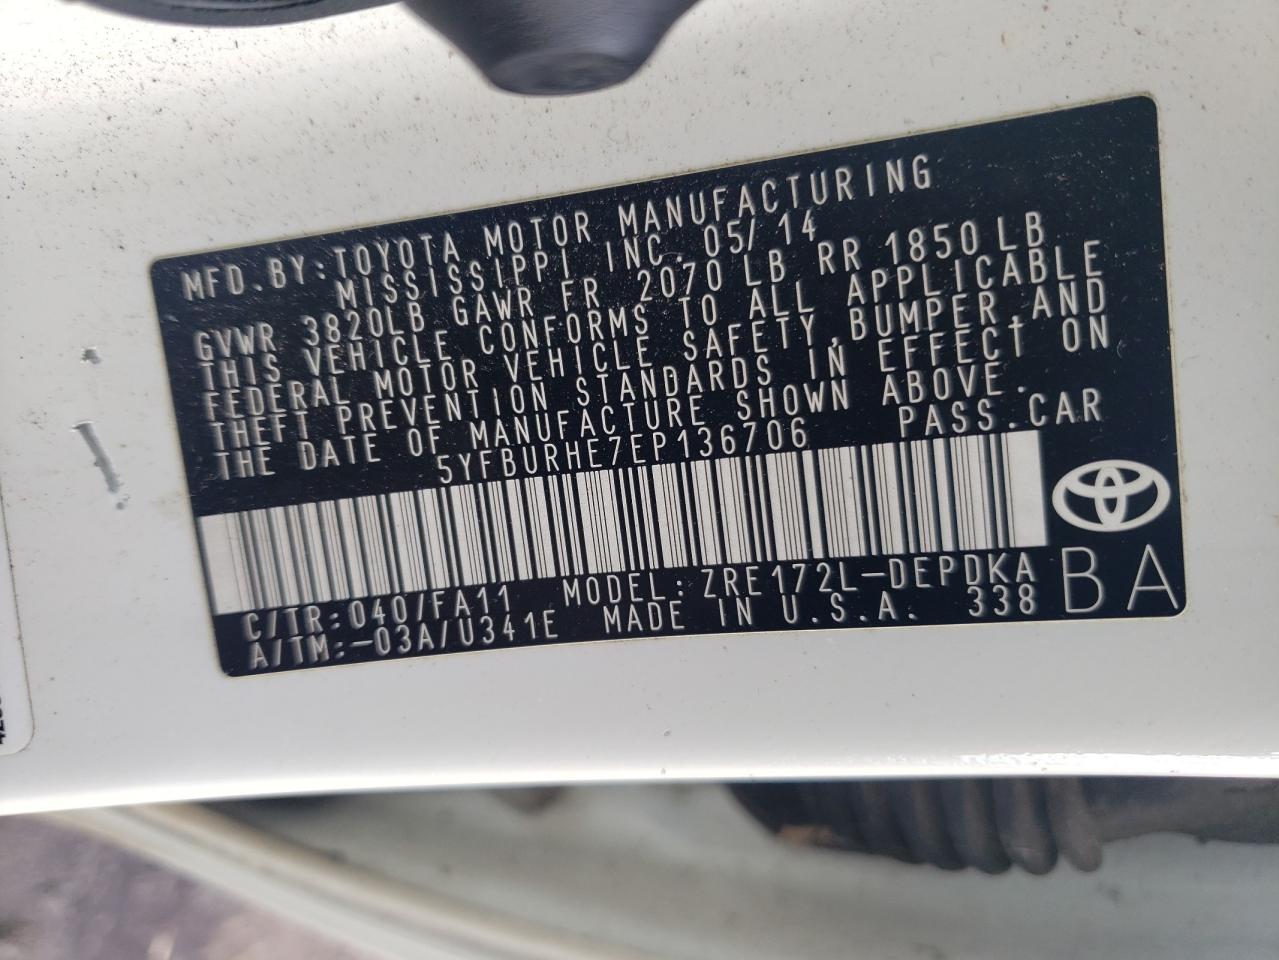 MFD.BY:TOYOTA MOTOR MANUFACTURING
MISSISSIPPI INC. 05/14
GVWR 3820LB GAWR FR 2070 LB RR 1850LB
THIS VEHICLE CONFORMS TO ALL APPLICABLE
FEDERAL MOTOR VEHICLE SAFETY,BUMPER,AND
THEFT PREVENTION STANDARDS IN EFFECT ON
THE DATE OF MANUFACTURE SHOWN ABOVE.
5YFBURHE7EP136706 PASS.CAR
C/TR:040/FA11 MODEL:ZRE172L-DEPDKA
A/TM:-03A/U341E MADE IN U.S.A. 338
BA